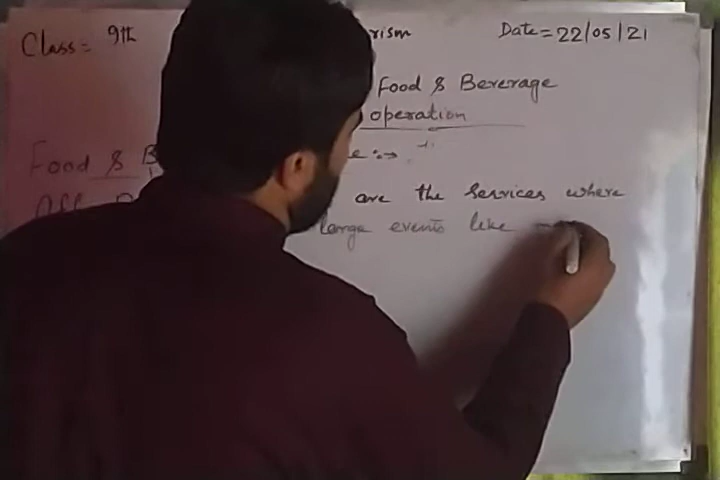 Class = 9th rism Date = 22/05/21
Food & Beverage
operation
Food & B e :→
are the services where
large events like